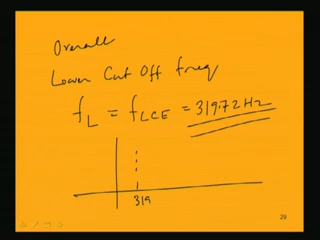 Overall
Lower Cut Off freq
f_L = f_LCE = 319.72 Hz
319
29